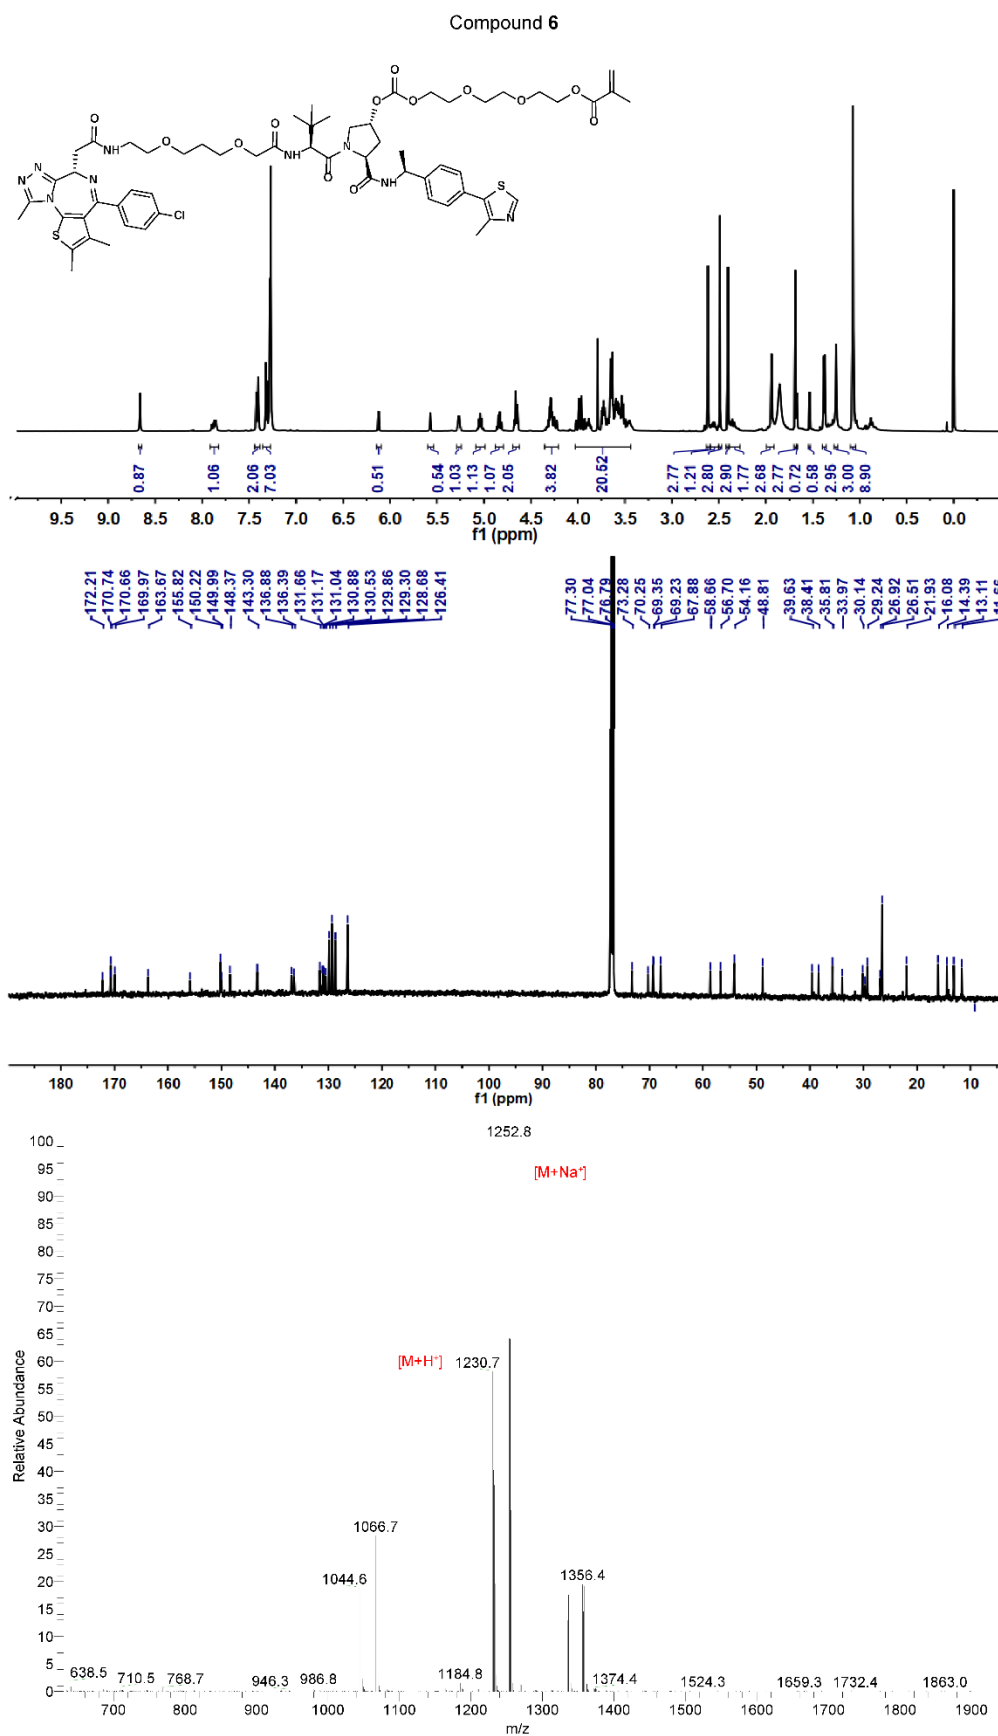 Compound 6
O
O
O
O
O
O
O
O
O
O
NH
O
O
O
NH
O
N
O
NH
S
N
N
N
N
N
S
Cl
0.87
1.06
2.06
7.03
0.51
0.54
1.03
1.13
1.07
2.05
3.82
20.52
2.77
1.21
2.80
2.90
1.77
2.68
2.77
0.72
0.58
2.95
3.00
8.90
9.5 9.0 8.5 8.0 7.5 7.0 6.5 6.0 5.5 5.0 4.5 4.0 3.5 3.0 2.5 2.0 1.5 1.0 0.5 0.0
f1 (ppm)
172.21
170.74
170.66
169.97
163.67
155.82
150.22
149.99
148.37
143.30
136.88
136.39
131.66
131.17
131.04
130.88
130.53
129.86
129.30
128.68
126.41
77.30
77.04
76.79
73.28
70.25
69.35
69.23
67.88
58.66
56.70
54.16
48.81
39.63
38.41
35.81
33.97
30.14
29.24
26.92
26.51
21.93
16.08
14.39
13.11
180 170 160 150 140 130 120 110 100 90 80 70 60 50 40 30 20 10
f1 (ppm)
1252.8
[M+Na⁺]
[M+H⁺]
1230.7
1066.7
1044.6
1356.4
638.5
710.5
768.7
946.3
986.8
1184.8
1374.4
1524.3
1659.3
1732.4
1863.0
100
95
90
85
80
75
70
65
60
55
50
45
40
35
30
25
20
15
10
5
0
Relative Abundance
700 800 900 1000 1100 1200 1300 1400 1500 1600 1700 1800 1900
m/z